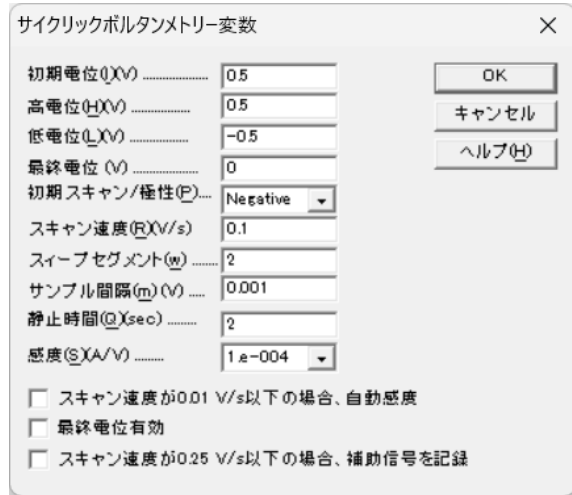 サイクリックボルタンメトリー変数
初期電位(I)(V) ................... 0.5
高電位(H)(V) ................. 0.5
低電位(L)(V) ................. -0.5
最終電位 (V) ................... 0
初期スキャン/極性(P).... Negative
スキャン速度(R)(V/s) 0.1
スィープセグメント(w) ........ 2
サンプル間隔(m) (V) ..... 0.001
静止時間(Q)(sec) ......... 2
感度(S)(A/V) ......... 1.e-004
スキャン速度が0.01 V/s以下の場合、自動感度
最終電位有効
スキャン速度が0.25 V/s以下の場合、補助信号を記録
OK
キャンセル
ヘルプ(H)